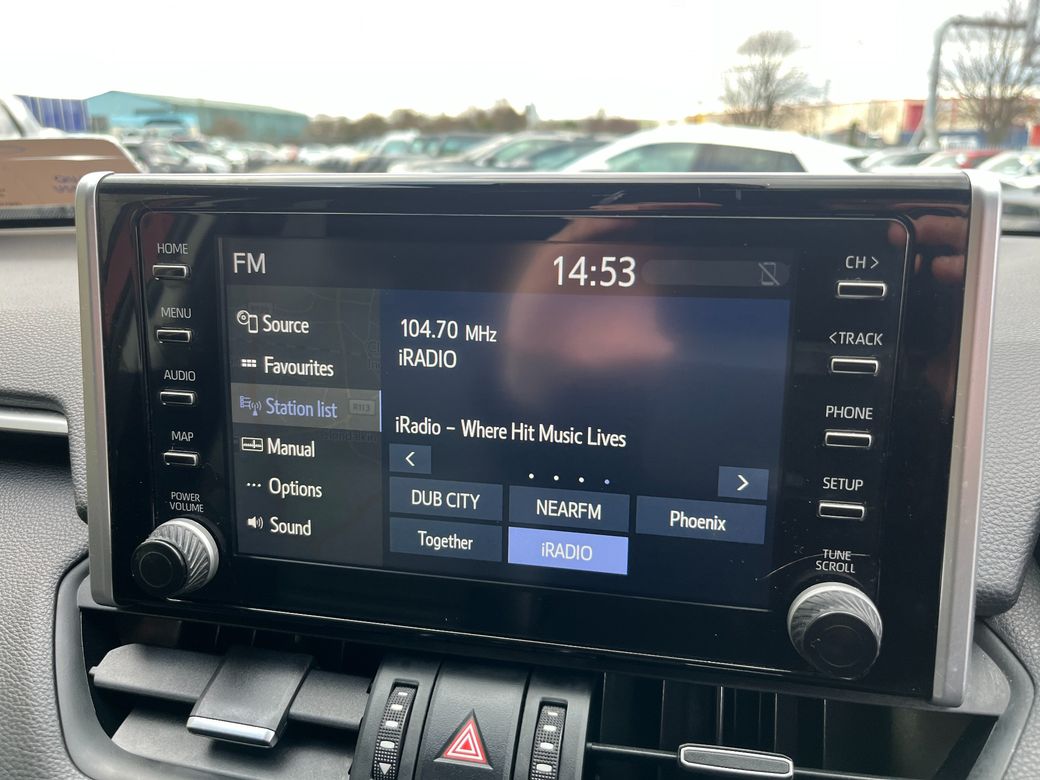 HOME
MENU
AUDIO
MAP
POWER
VOLUME
FM
14:53
Source
Favourites
Station list
R113
Manual
Options
Sound
104.70 MHz
iRADIO
iRadio – Where Hit Music Lives
<
>
DUB CITY
NEARFM
Phoenix
Together
iRADIO
CH >
<TRACK
PHONE
SETUP
TUNE
SCROLL